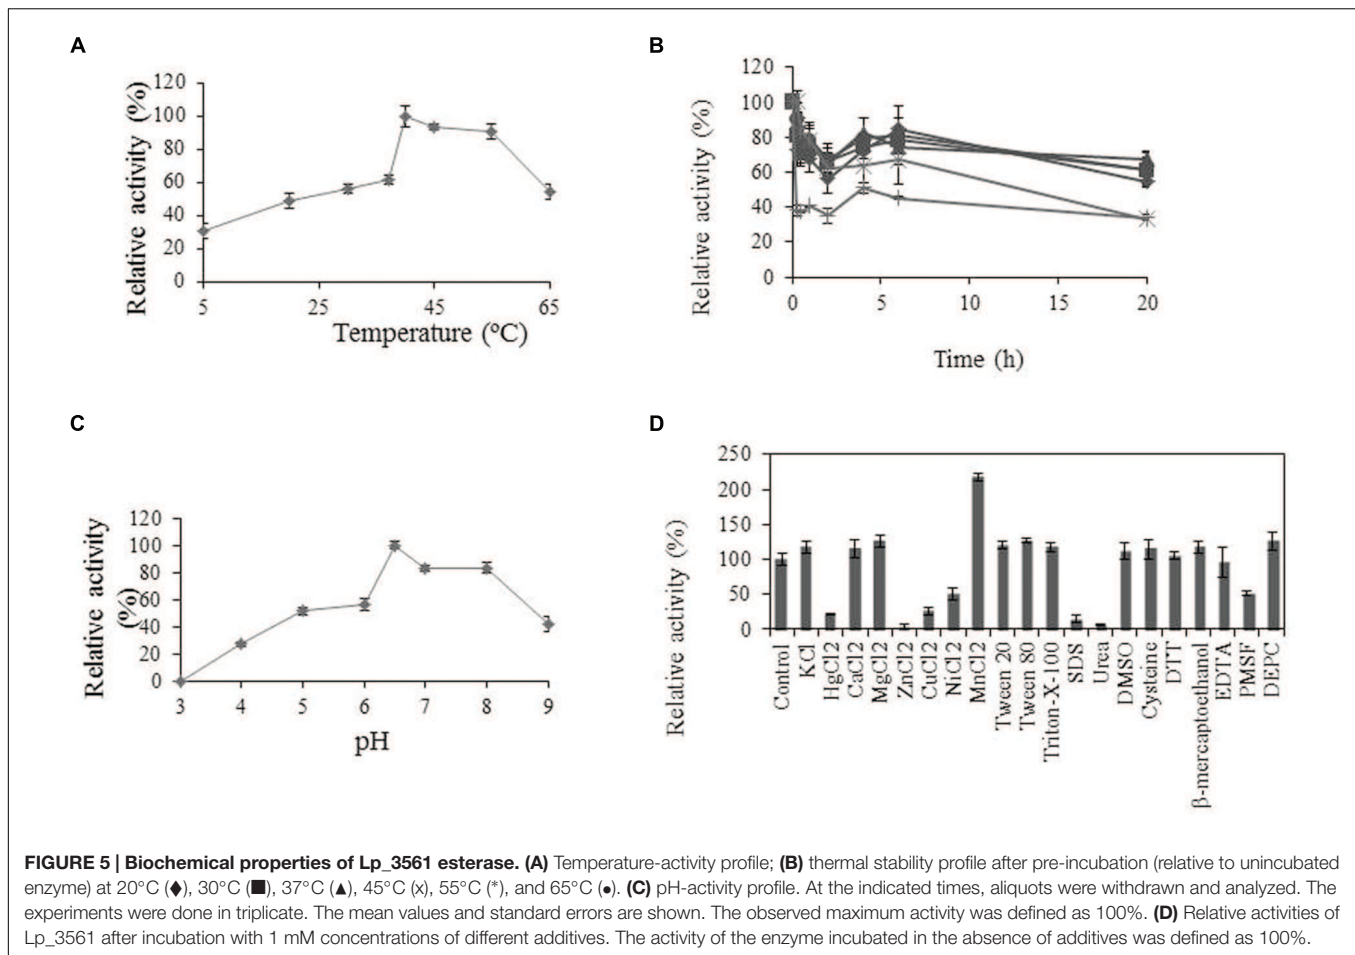 A
Relative activity (%)
120
100
80
60
40
20
0
5
25
45
65
Temperature (ºC)
B
Relative activity (%)
120
100
80
60
40
20
0
0
5
10
15
20
Time (h)
C
Relative activity
(%)
120
100
80
60
40
20
0
3
4
5
6
7
8
9
pH
D
Relative activity (%)
250
200
150
100
50
0
Control
KCl
HgCl2
CaCl2
MgCl2
ZnCl2
CuCl2
NiCl2
MnCl2
Tween 20
Tween 80
Triton-X-100
SDS
Urea
DMSO
Cysteine
DTT
β-mercaptoethanol
EDTA
PMSF
DEPC
FIGURE 5 | Biochemical properties of Lp_3561 esterase. (A) Temperature-activity profile; (B) thermal stability profile after pre-incubation (relative to unincubated
enzyme) at 20°C (♦), 30°C (■), 37°C (▲), 45°C (x), 55°C (*), and 65°C (●). (C) pH-activity profile. At the indicated times, aliquots were withdrawn and analyzed. The
experiments were done in triplicate. The mean values and standard errors are shown. The observed maximum activity was defined as 100%. (D) Relative activities of
Lp_3561 after incubation with 1 mM concentrations of different additives. The activity of the enzyme incubated in the absence of additives was defined as 100%.